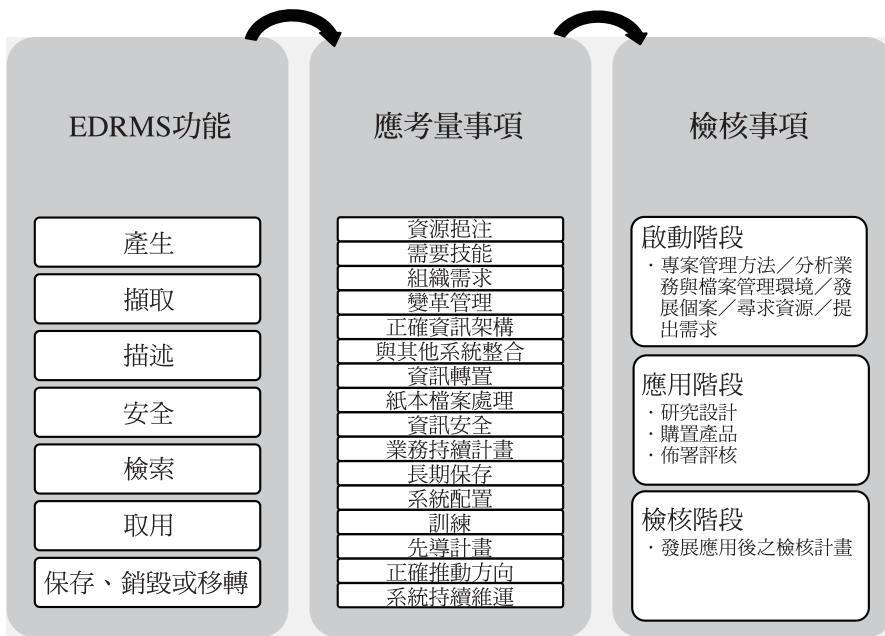 EDRMS功能
產生
擷取
描述
安全
檢索
取用
保存、銷毀或移轉
應考量事項
資源挹注
需要技能
組織需求
變革管理
正確資訊架構
與其他系統整合
資訊轉置
紙本檔案處理
資訊安全
業務持續計畫
長期保存
系統配置
訓練
先導計畫
正確推動方向
系統持續維運
檢核事項
啟動階段
·專案管理方法／分析業
務與檔案管理環境／發
展個案／尋求資源／提
出需求
應用階段
·研究設計
·購置產品
·佈署評核
檢核階段
·發展應用後之檢核計畫